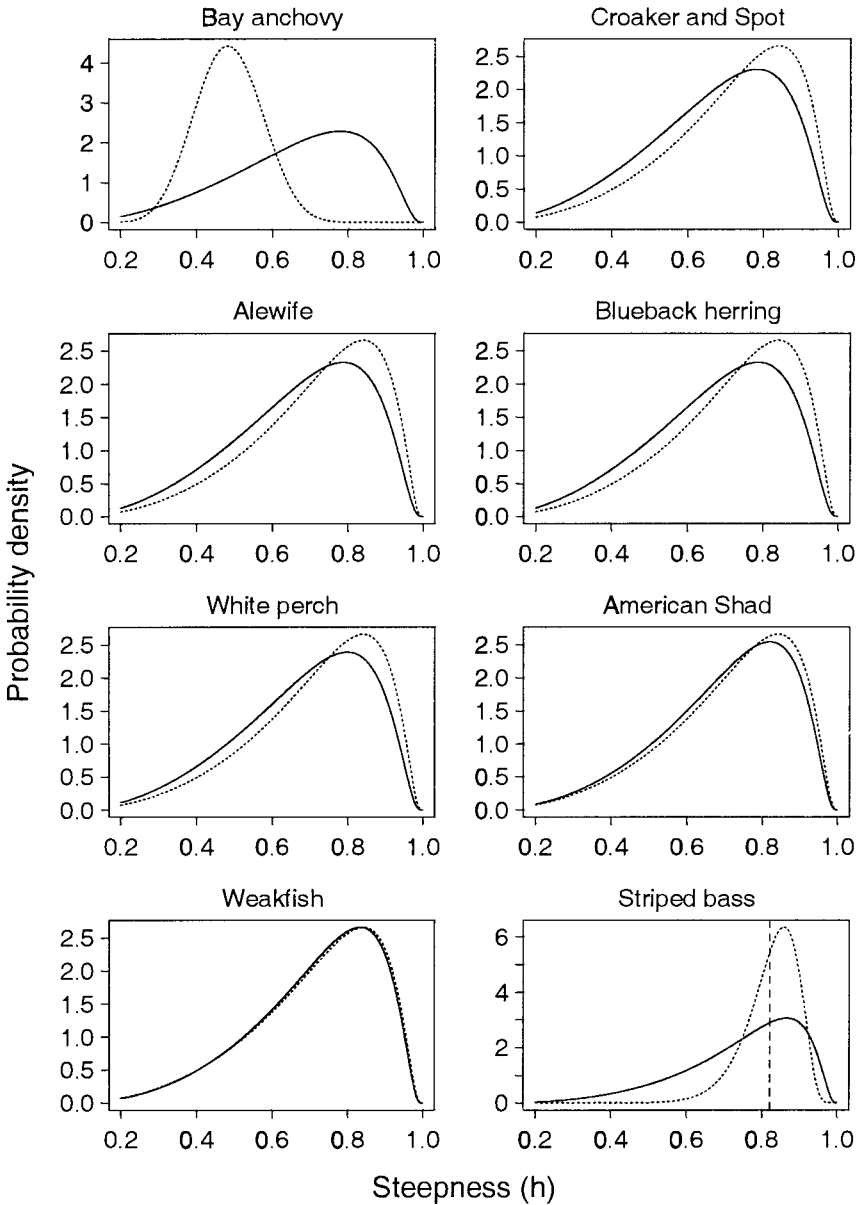 Bay anchovy
4
3
2
1
0
0.2 0.4 0.6 0.8 1.0
Croaker and Spot
2.5
2.0
1.5
1.0
0.5
0.0
0.2 0.4 0.6 0.8 1.0
Alewife
2.5
2.0
1.5
1.0
0.5
0.0
0.2 0.4 0.6 0.8 1.0
Blueback herring
2.5
2.0
1.5
1.0
0.5
0.0
0.2 0.4 0.6 0.8 1.0
White perch
2.5
2.0
1.5
1.0
0.5
0.0
0.2 0.4 0.6 0.8 1.0
American Shad
2.5
2.0
1.5
1.0
0.5
0.0
0.2 0.4 0.6 0.8 1.0
Weakfish
2.5
2.0
1.5
1.0
0.5
0.0
0.2 0.4 0.6 0.8 1.0
Striped bass
6
4
2
0
0.2 0.4 0.6 0.8 1.0
Probability density
Steepness (h)